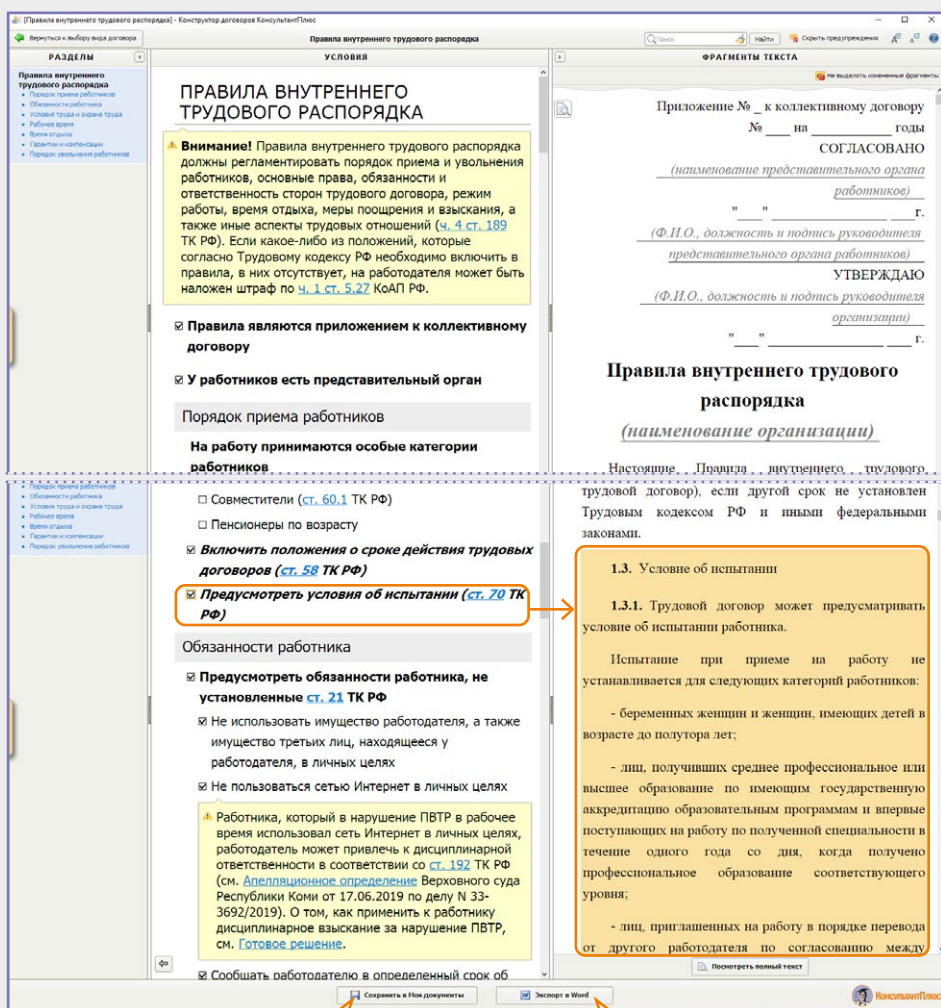 [Правила внутреннего трудового распорядка] - Конструктор договоров КонсультантПлюс
Вернуться к выбору вида договора
Правила внутреннего трудового распорядка
Поиск
Найти
Скрыть предупреждения
РАЗДЕЛЫ
Правила внутреннего
трудового распорядка
Порядок приема работников
Обязанности работника
Условия труда и охрана труда
Рабочее время
Время отдыха
Гарантии и компенсации
Порядок увольнения работников
УСЛОВИЯ
ПРАВИЛА ВНУТРЕННЕГО
ТРУДОВОГО РАСПОРЯДКА
Внимание! Правила внутреннего трудового распорядка
должны регламентировать порядок приема и увольнения
работников, основные права, обязанности и
ответственность сторон трудового договора, режим
работы, время отдыха, меры поощрения и взыскания, а
также иные аспекты трудовых отношений (ч. 4 ст. 189
ТК РФ). Если какое-либо из положений, которые
согласно Трудовому кодексу РФ необходимо включить в
правила, в них отсутствует, на работодателя может быть
наложен штраф по ч. 1 ст. 5.27 КоАП РФ.
Правила являются приложением к коллективному
договору
У работников есть представительный орган
Порядок приема работников
На работу принимаются особые категории
работников
ФРАГМЕНТЫ ТЕКСТА
Не выделять измененные фрагменты
Приложение № _ к коллективному договору
№ ____ на __________ годы
СОГЛАСОВАНО
(наименование представительного органа
работников)
"___" ____________________ г.
(Ф.И.О., должность и подпись руководителя
представительного органа работников)
УТВЕРЖДАЮ
(Ф.И.О., должность и подпись руководителя
организации)
"___" ____________________ г.
Правила внутреннего трудового
распорядка
(наименование организации)
Настоящие Правила внутреннего трудового
Порядок приема работников
Обязанности работника
Условия труда и охрана труда
Рабочее время
Время отдыха
Гарантии и компенсации
Порядок увольнения работников
Совместители (ст. 60.1 ТК РФ)
Пенсионеры по возрасту
Включить положения о сроке действия трудовых
договоров (ст. 58 ТК РФ)
Предусмотреть условия об испытании (ст. 70 ТК
РФ)
Обязанности работника
Предусмотреть обязанности работника, не
установленные ст. 21 ТК РФ
Не использовать имущество работодателя, а также
имущество третьих лиц, находящееся у
работодателя, в личных целях
Не пользоваться сетью Интернет в личных целях
Работника, который в нарушение ПВТР в рабочее
время использовал сеть Интернет в личных целях,
работодатель может привлечь к дисциплинарной
ответственности в соответствии со ст. 192 ТК РФ
(см. Апелляционное определение Верховного суда
Республики Коми от 17.06.2019 по делу N 33-
3692/2019). О том, как применить к работнику
дисциплинарное взыскание за нарушение ПВТР,
см. Готовое решение.
Сообщать работодателю в определенный срок об
трудовой договор), если другой срок не установлен
Трудовым кодексом РФ и иными федеральными
законами.
1.3. Условие об испытании
1.3.1. Трудовой договор может предусматривать
условие об испытании работника.
Испытание при приеме на работу не
устанавливается для следующих категорий работников:
- беременных женщин и женщин, имеющих детей в
возрасте до полутора лет;
- лиц, получивших среднее профессиональное или
высшее образование по имеющим государственную
аккредитацию образовательным программам и впервые
поступающих на работу по полученной специальности в
течение одного года со дня, когда получено
профессиональное образование соответствующего
уровня;
- лиц, приглашенных на работу в порядке перевода
от другого работодателя по согласованию между
Посмотреть полный текст
Сохранить в Мои документы
Экспорт в Word
КонсультантПлюс